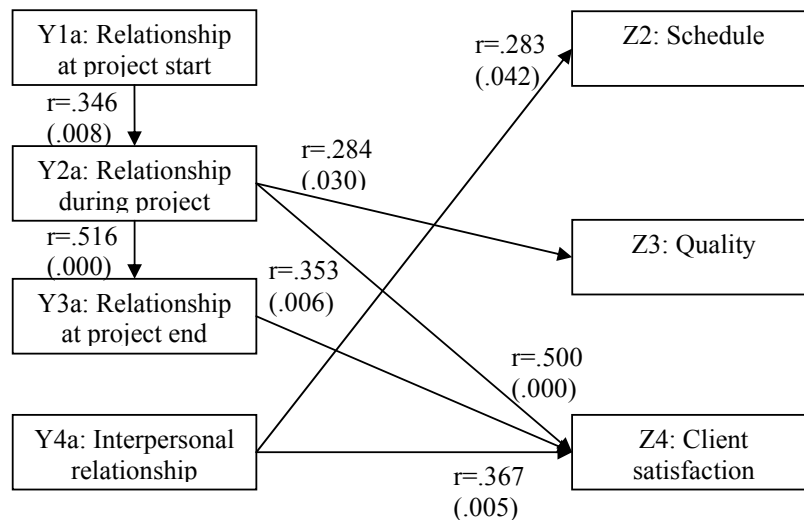 Y1a: Relationship
at project start
r=.346
(.008)
Y2a: Relationship
during project
r=.516
(.000)
Y3a: Relationship
at project end
Y4a: Interpersonal
relationship
r=.283
(.042)
r=.284
(.030)
r=.353
(.006)
r=.500
(.000)
r=.367
(.005)
Z2: Schedule
Z3: Quality
Z4: Client
satisfaction